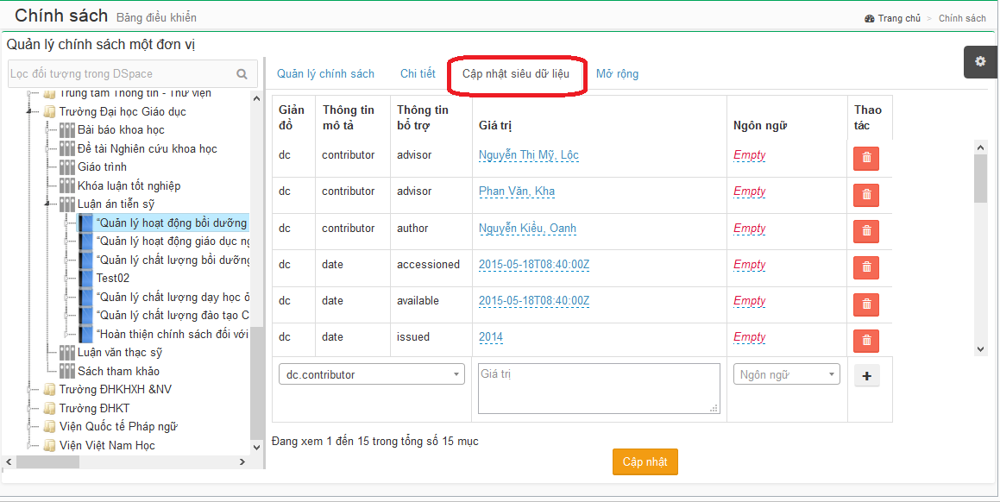 Chính sách Bảng điều khiển
Trang chủ > Chính sách
Quản lý chính sách một đơn vị
Lọc đối tượng trong DSpace
Trung tâm Thông tin - Thư viện
Trường Đại học Giáo dục
Bài báo khoa học
Đề tài Nghiên cứu khoa học
Giáo trình
Khóa luận tốt nghiệp
Luận án tiễn sỹ
“Quản lý hoạt động bồi dưỡng
“Quản lý hoạt động giáo dục ng
“Quản lý chất lượng bồi dưỡng
Test02
“Quản lý chất lượng dạy học ở
“Quản lý chất lượng đào tạo C
“Hoàn thiện chính sách đối với
Luận văn thạc sỹ
Sách tham khảo
Trường ĐHKHXH &NV
Trường ĐHKT
Viện Quốc tế Pháp ngữ
Viện Việt Nam Học
Quản lý chính sách Chi tiết Cập nhật siêu dữ liệu Mở rộng
Giản đồ Thông tin mô tả Thông tin bổ trợ Giá trị Ngôn ngữ Thao tác
dc contributor advisor Nguyễn Thị Mỹ, Lộc Empty
dc contributor advisor Phan Văn, Kha Empty
dc contributor author Nguyễn Kiều, Oanh Empty
dc date accessioned 2015-05-18T08:40:00Z Empty
dc date available 2015-05-18T08:40:00Z Empty
dc date issued 2014 Empty
dc.contributor Giá trị Ngôn ngữ +
Đang xem 1 đến 15 trong tổng số 15 mục
Cập nhật